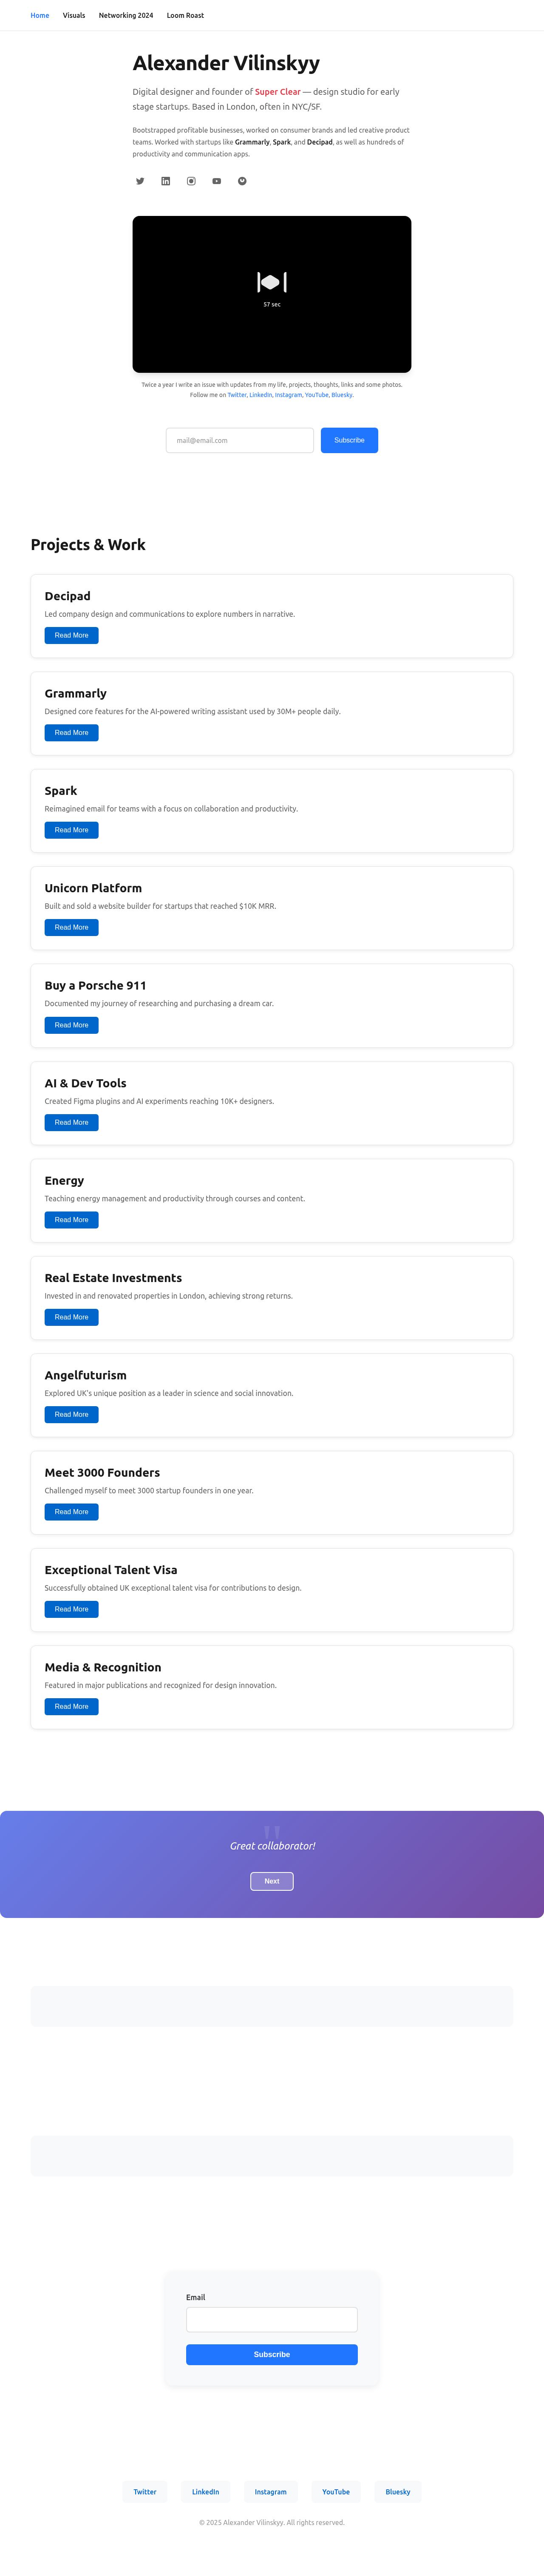 Home Visuals Networking 2024 Loom Roast
Alexander Vilinskyy
Digital designer and founder of Super Clear — design studio for early
stage startups. Based in London, often in NYC/SF.
Bootstrapped profitable businesses, worked on consumer brands and led creative product
teams. Worked with startups like Grammarly, Spark, and Decipad, as well as hundreds of
productivity and communication apps.
57 sec
Twice a year I write an issue with updates from my life, projects, thoughts, links and some photos.
Follow me on Twitter, LinkedIn, Instagram, YouTube, Bluesky.
mail@email.com Subscribe
Projects & Work
Decipad
Led company design and communications to explore numbers in narrative.
Read More
Grammarly
Designed core features for the AI-powered writing assistant used by 30M+ people daily.
Read More
Spark
Reimagined email for teams with a focus on collaboration and productivity.
Read More
Unicorn Platform
Built and sold a website builder for startups that reached $10K MRR.
Read More
Buy a Porsche 911
Documented my journey of researching and purchasing a dream car.
Read More
AI & Dev Tools
Created Figma plugins and AI experiments reaching 10K+ designers.
Read More
Energy
Teaching energy management and productivity through courses and content.
Read More
Real Estate Investments
Invested in and renovated properties in London, achieving strong returns.
Read More
Angelfuturism
Explored UK's unique position as a leader in science and social innovation.
Read More
Meet 3000 Founders
Challenged myself to meet 3000 startup founders in one year.
Read More
Exceptional Talent Visa
Successfully obtained UK exceptional talent visa for contributions to design.
Read More
Media & Recognition
Featured in major publications and recognized for design innovation.
Read More
"
Great collaborator!
Next
Email
Subscribe
Twitter LinkedIn Instagram YouTube Bluesky
© 2025 Alexander Vilinskyy. All rights reserved.